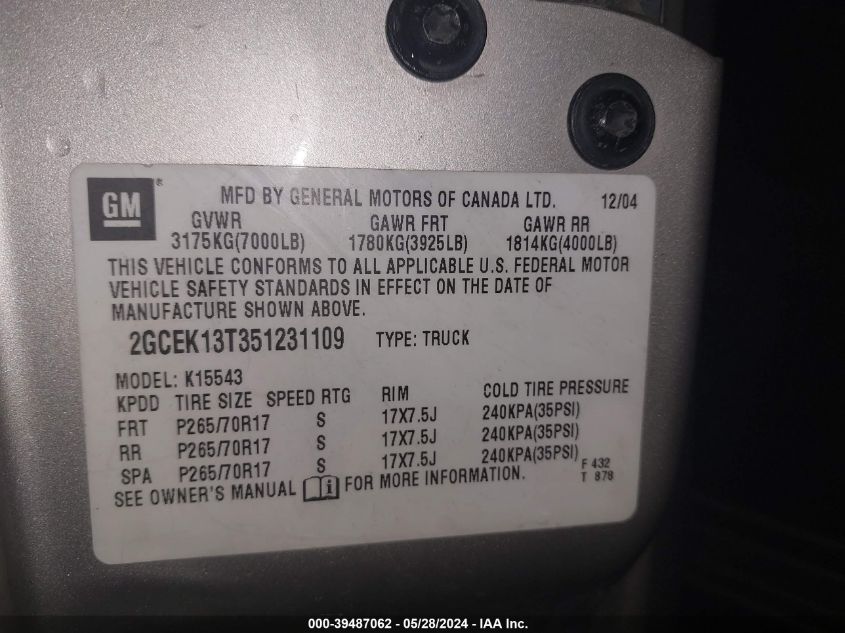 GM® MFD BY GENERAL MOTORS OF CANADA LTD. 12/04
GVWR GAWR FRT GAWR RR
3175KG(7000LB) 1780KG(3925LB) 1814KG(4000LB)
THIS VEHICLE CONFORMS TO ALL APPLICABLE U.S. FEDERAL MOTOR
VEHICLE SAFETY STANDARDS IN EFFECT ON THE DATE OF
MANUFACTURE SHOWN ABOVE.
2GCEK13T351231109 TYPE: TRUCK
MODEL: K15543
KPDD TIRE SIZE SPEED RTG RIM COLD TIRE PRESSURE
FRT P265/70R17 S 17X7.5J 240KPA(35PSI)
RR P265/70R17 S 17X7.5J 240KPA(35PSI)
SPA P265/70R17 S 17X7.5J 240KPA(35PSI)
F 432
T 878
SEE OWNER'S MANUAL FOR MORE INFORMATION.
000-39487062 - 05/28/2024 - IAA Inc.